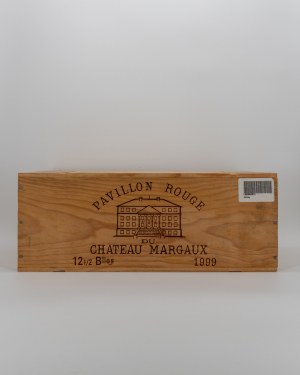 PAVILLON ROUGE
DU
CHATEAU MARGAUX
12 1/2 Blles 1999